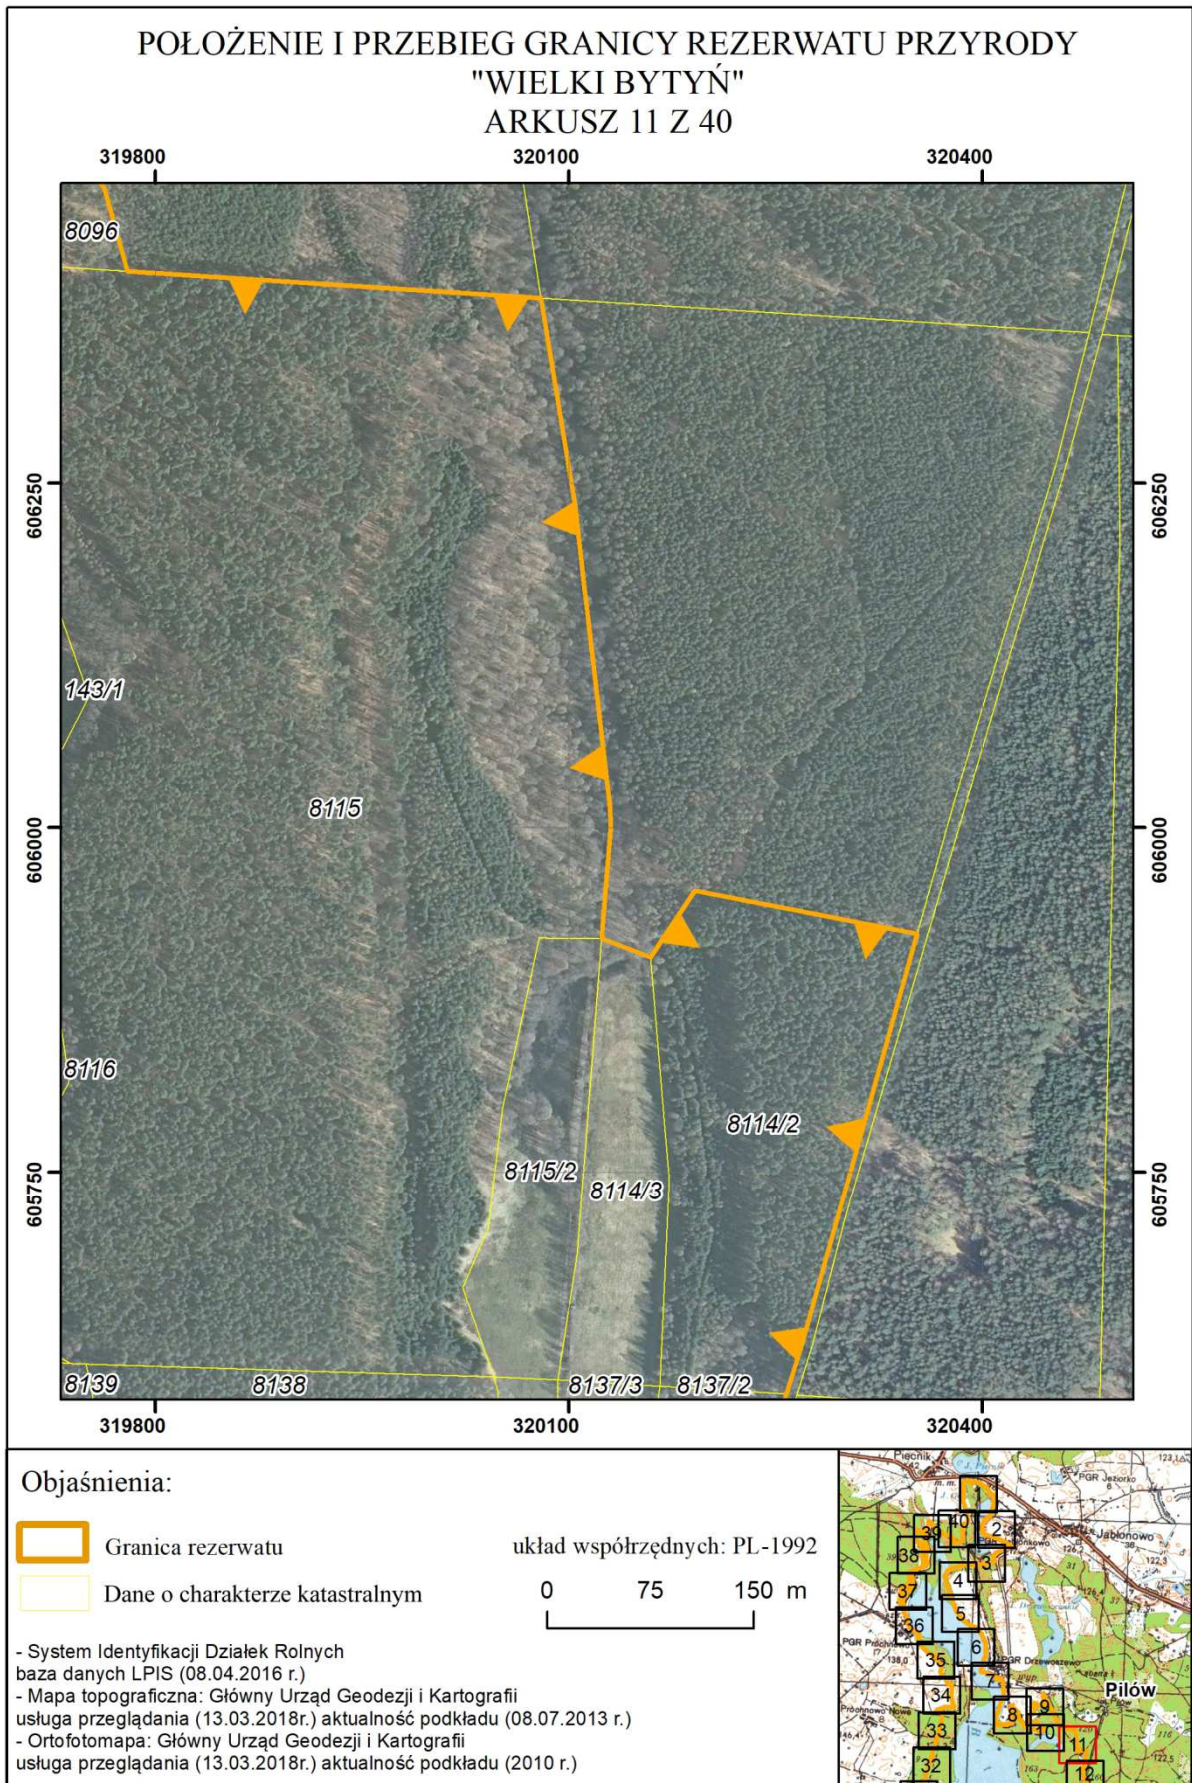 POŁOŻENIE I PRZEBIEG GRANICY REZERWATU PRZYRODY
"WIELKI BYTYŃ"
ARKUSZ 11 Z 40
319800 320100 320400
8096
606250 606250
143/1
8115
606000 606000
8116
8114/2
8115/2
8114/3
605750 605750
8139 8138 8137/3 8137/2
319800 320100 320400
Objaśnienia:
Granica rezerwatu
Dane o charakterze katastralnym
układ współrzędnych: PL-1992
0 75 150 m
- System Identyfikacji Działek Rolnych
baza danych LPIS (08.04.2016 r.)
- Mapa topograficzna: Główny Urząd Geodezji i Kartografii
usługa przeglądania (13.03.2018r.) aktualność podkładu (08.07.2013 r.)
- Ortofotomapa: Główny Urząd Geodezji i Kartografii
usługa przeglądania (13.03.2018r.) aktualność podkładu (2010 r.)
Piecnik
PGR Jeziorko
1
40
2
39
Jabłonowo
38
3
4
37
5
36
6
35
PGR Drzewoszewo
7
34
Pilów
8
9
33
10
11
32
12